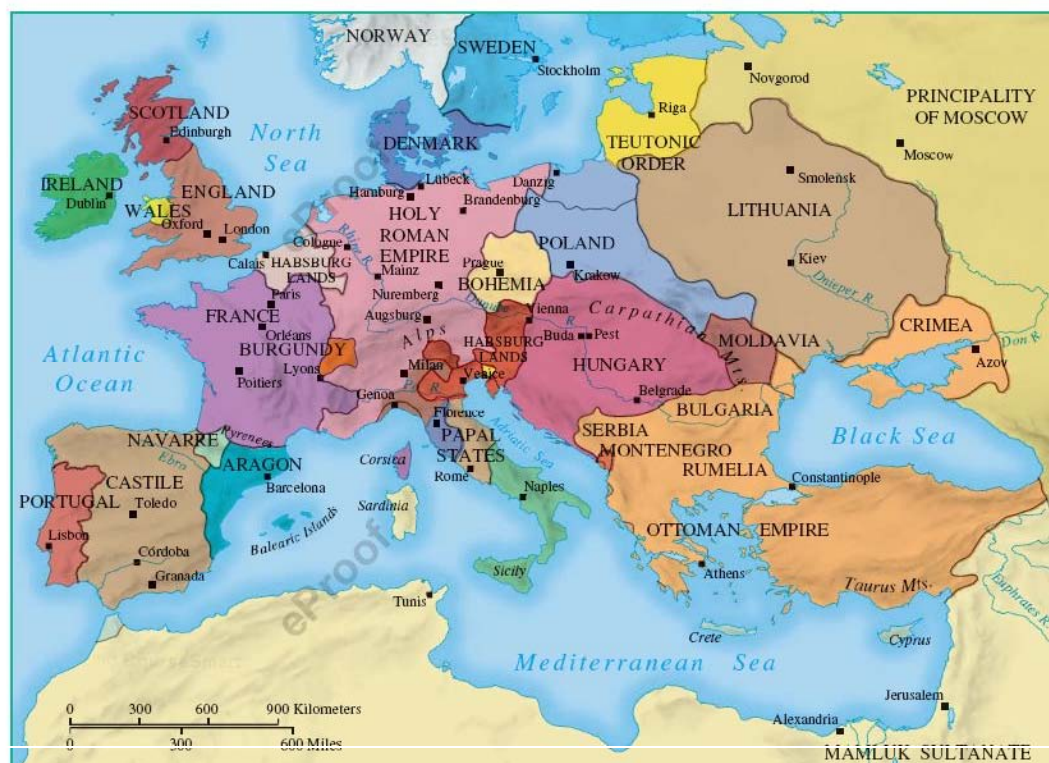 NORWAY
SWEDEN
Stockholm
Novgorod
Riga
PRINCIPALITY
OF MOSCOW
Moscow
SCOTLAND
Edinburgh
North
Sea
DENMARK
TEUTONIC
ORDER
Smolensk
IRELAND
Dublin
ENGLAND
WALES
Oxford
London
Hamburg
Lübeck
Danzig
Brandenburg
LITHUANIA
HOLY
ROMAN
EMPIRE
Cologne
Rhine R.
Calais
HABSBURG
LANDS
Mainz
Prague
BOHEMIA
POLAND
Krakow
Kiev
Dnieper R.
Paris
FRANCE
Orléans
Nuremberg
Augsburg
Danube
R.
Vienna
Carpathian Mts.
CRIMEA
Don R.
Azov
Atlantic
Ocean
BURGUNDY
Alps
HABSBURG
LANDS
Buda
Pest
MOLDAVIA
HUNGARY
Poitiers
Lyons
Milan
Venice
Po R.
Belgrade
Genoa
BULGARIA
Florence
Adriatic Sea
SERBIA
MONTENEGRO
RUMELIA
Black Sea
NAVARRE
Pyrenees
Ebro
ARAGON
Corsica
PAPAL
STATES
Rome
Constantinople
CASTILE
PORTUGAL
Toledo
Barcelona
Sardinia
Naples
OTTOMAN EMPIRE
Lisbon
Balearic Islands
Córdoba
Granada
Sicily
Athens
Taurus Mts.
Euphrates R.
Tunis
Crete
Cyprus
Mediterranean Sea
Jerusalem
Alexandria
MAMLUK SULTANATE
0 300 600 900 Kilometers
0 300 600 Miles
eProof
eProof
CourseSmart